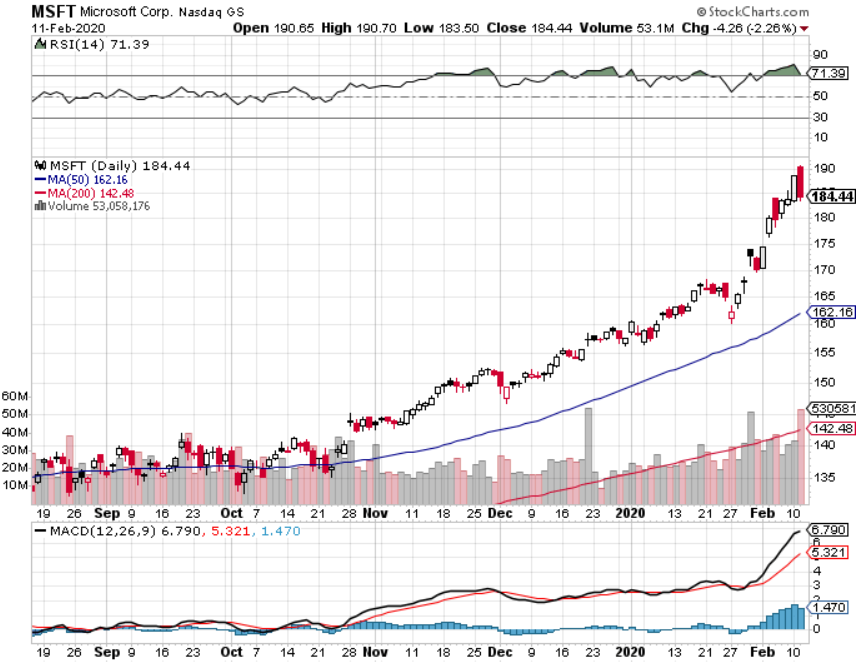 MSFT Microsoft Corp. Nasdaq GS © StockCharts.com
11-Feb-2020 Open 190.65 High 190.70 Low 183.50 Close 184.44 Volume 53.1M Chg -4.26 (-2.26%)
RSI(14) 71.39
90
71.39
50
30
10
MSFT (Daily) 184.44
MA(50) 162.16
MA(200) 142.48
Volume 53,058,176
190
184.44
180
175
170
165
162.16
160
155
150
530581
142.48
140
135
60M
50M
40M
30M
20M
10M
19 26 Sep 9 16 23 Oct 7 14 21 28 Nov 11 18 25 Dec 9 16 23 2020 13 21 27 Feb 10
MACD(12,26,9) 6.790, 5.321, 1.470
6.790
6
5.321
4
3
2
1.470
0
19 26 Sep 9 16 23 Oct 7 14 21 28 Nov 11 18 25 Dec 9 16 23 2020 13 21 27 Feb 10